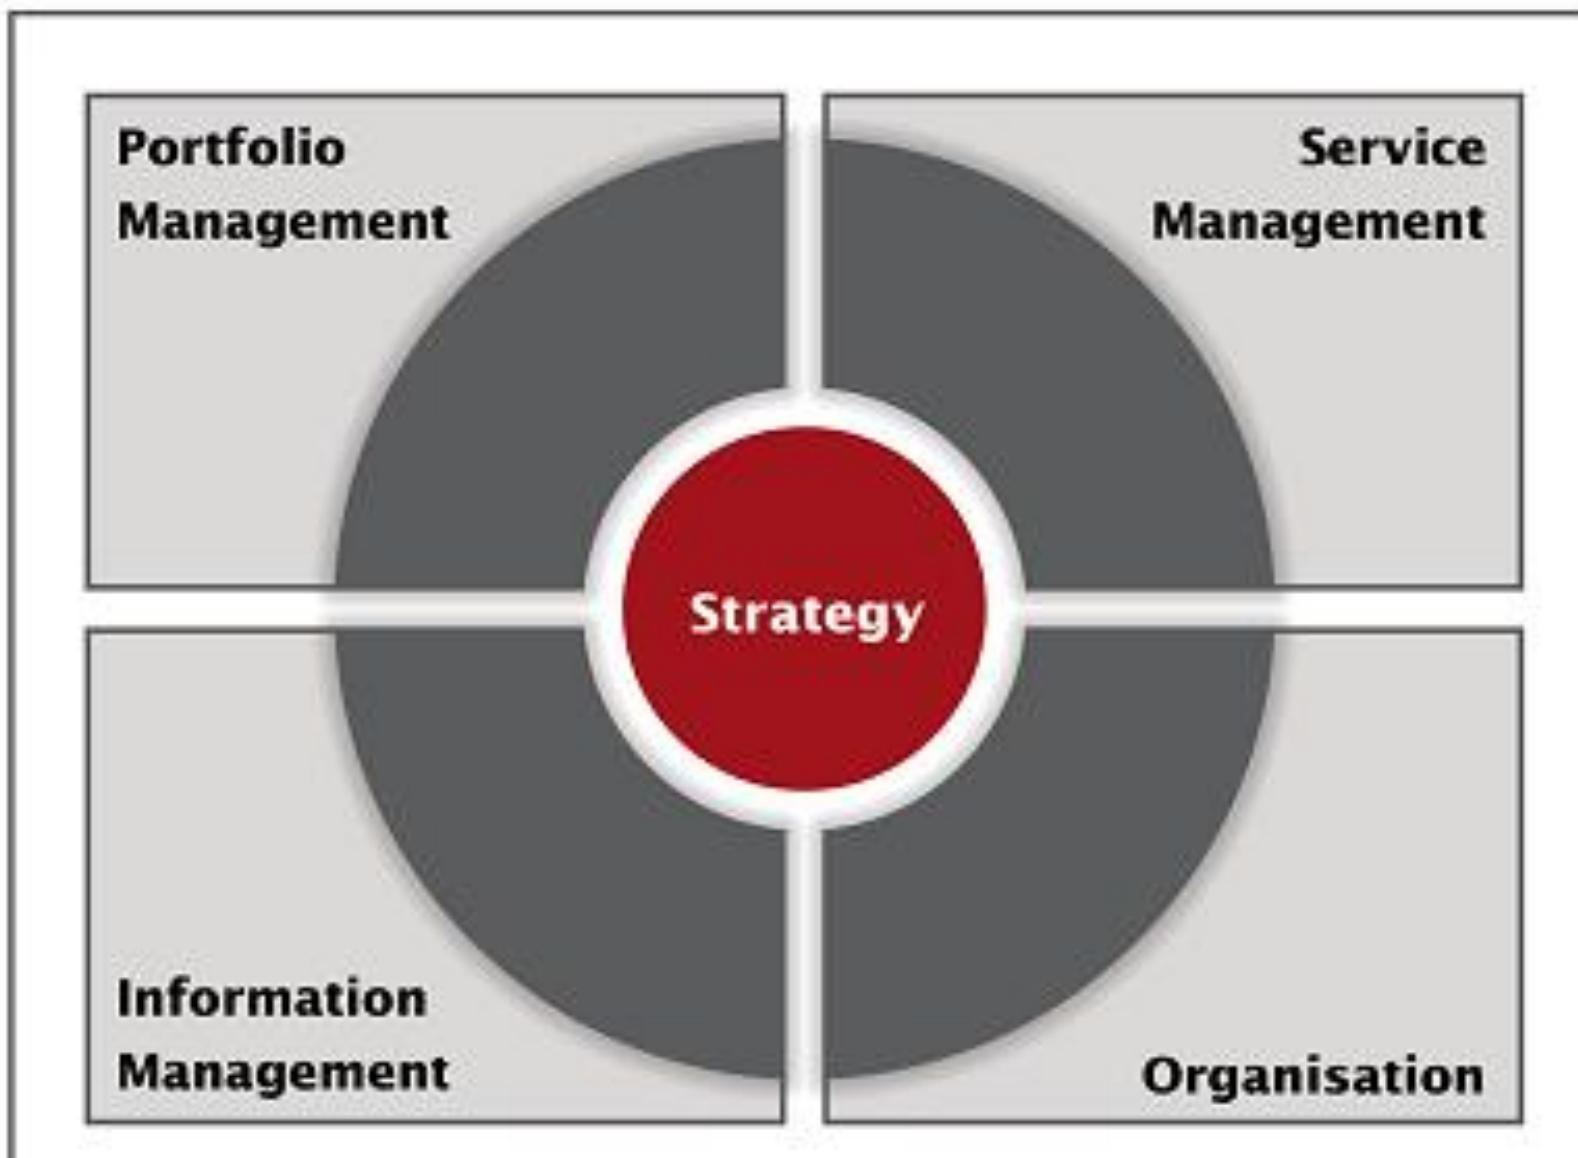 Portfolio
Management
Service
Management
Strategy
Information
Management
Organisation